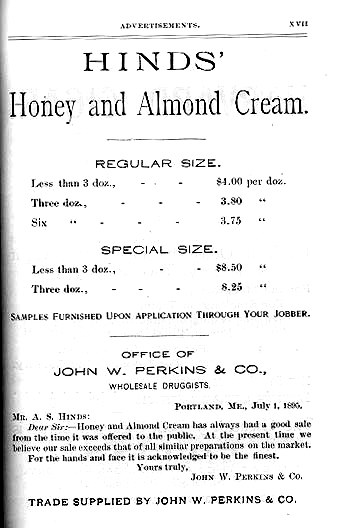 ADVERTISEMENTS. XVII
HINDS'
Honey and Almond Cream.
REGULAR SIZE.
Less than 3 doz., - - $4.00 per doz.
Three doz., - - - 3.80 "
Six " - - - - 3.75 "
SPECIAL SIZE.
Less than 3 doz., - - $8.50 "
Three doz., - - - 8.25 "
SAMPLES FURNISHED UPON APPLICATION THROUGH YOUR JOBBER.
OFFICE OF
JOHN W. PERKINS & CO.,
WHOLESALE DRUGGISTS.
PORTLAND, ME., July 1, 1895.
MR. A. S. HINDS:
Dear Sir:—Honey and Almond Cream has always had a good sale
from the time it was offered to the public. At the present time we
believe our sale exceeds that of all similar preparations on the market.
For the hands and face it is acknowledged to be the finest.
Yours truly,
JOHN W. PERKINS & CO.
TRADE SUPPLIED BY JOHN W. PERKINS & CO.